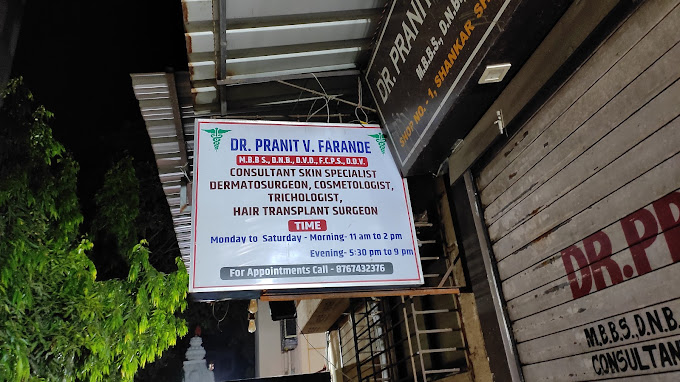 DR. PRANIT V. FARANDE
M.B.B S., D.N.B., D.V.D., F.C.P.S., D.D.V.
CONSULTANT SKIN SPECIALIST
DERMATOSURGEON, COSMETOLOGIST,
TRICHOLOGIST,
HAIR TRANSPLANT SURGEON
TIME
Monday to Saturday - Morning- 11 am to 2 pm
Evening- 5:30 pm to 9 pm
For Appointments Call - 8767432376
DR. PRANIT
M.B.B.S., D.N.B.
SHOP NO. 1, SHANKAR
DR.PR
M.B.B.S.,D.N.B.
CONSULTAN